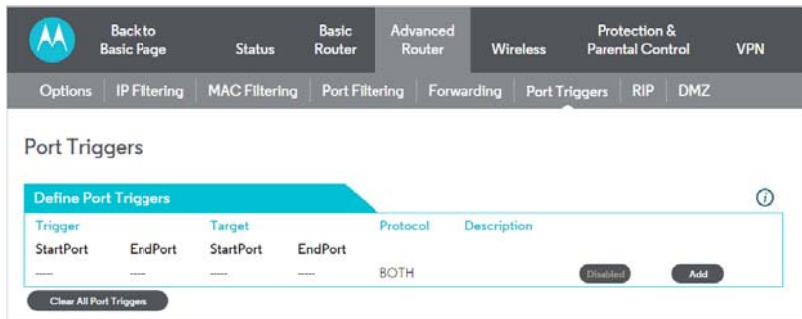 Back to Basic Page Status Basic Router Advanced Router Wireless Protection & Parental Control VPN
Options IP Filtering MAC Filtering Port Filtering Forwarding Port Triggers RIP DMZ
Port Triggers
Define Port Triggers
Trigger Target Protocol Description
StartPort EndPort StartPort EndPort
----- ----- ----- ----- BOTH Disabled Add
Clear All Port Triggers